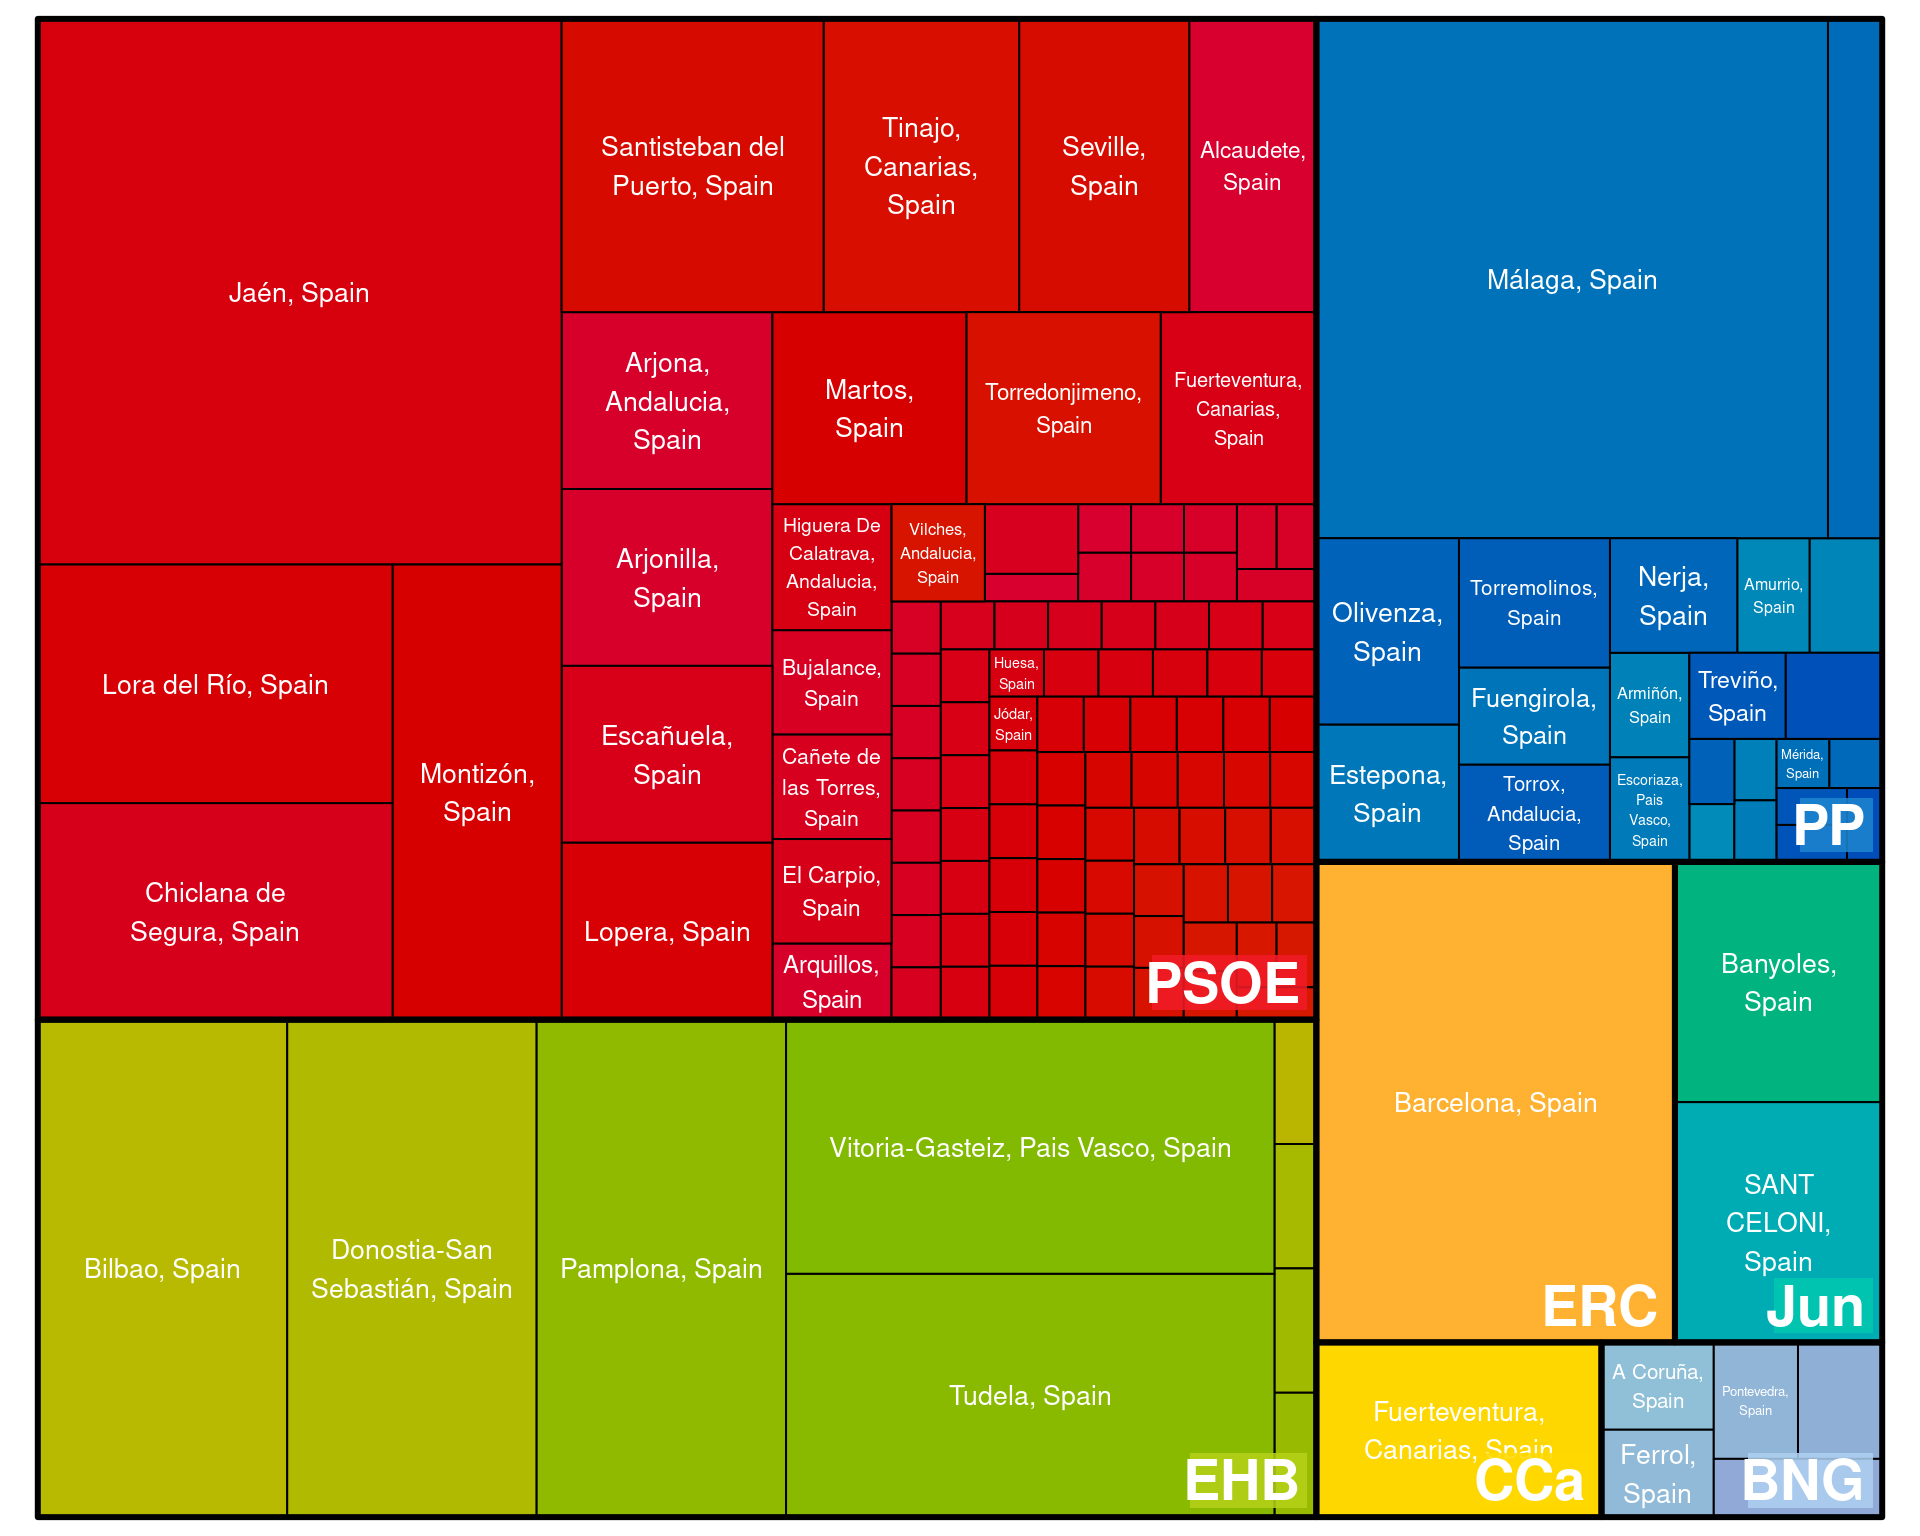 Jaén, Spain
Santisteban del
Puerto, Spain
Tinajo,
Canarias,
Spain
Seville,
Spain
Alcaudete,
Spain
Arjona,
Andalucia,
Spain
Martos,
Spain
Torredonjimeno,
Spain
Fuerteventura,
Canarias,
Spain
Arjonilla,
Spain
Higuera De
Calatrava,
Andalucia,
Spain
Vilches,
Andalucia,
Spain
Lora del Río, Spain
Montizón,
Spain
Chiclana de
Segura, Spain
Escañuela,
Spain
Lopera, Spain
Bujalance,
Spain
Cañete de
las Torres,
Spain
El Carpio,
Spain
Arquillos,
Spain
Huesa,
Spain
Jódar,
Spain
PSOE
Málaga, Spain
Olivenza,
Spain
Torremolinos,
Spain
Nerja,
Spain
Amurrio,
Spain
Estepona,
Spain
Fuengirola,
Spain
Torrox,
Andalucia,
Spain
Armiñón,
Spain
Treviño,
Spain
Escoriaza,
Pais
Vasco,
Spain
Mérida,
Spain
PP
Bilbao, Spain
Donostia-San
Sebastián, Spain
Pamplona, Spain
Vitoria-Gasteiz, Pais Vasco, Spain
Tudela, Spain
EHB
Barcelona, Spain
ERC
Banyoles,
Spain
SANT
CELONI,
Spain
Jun
Fuerteventura,
Canarias, Spain
CCa
A Coruña,
Spain
Ferrol,
Spain
Pontevedra,
Spain
BNG